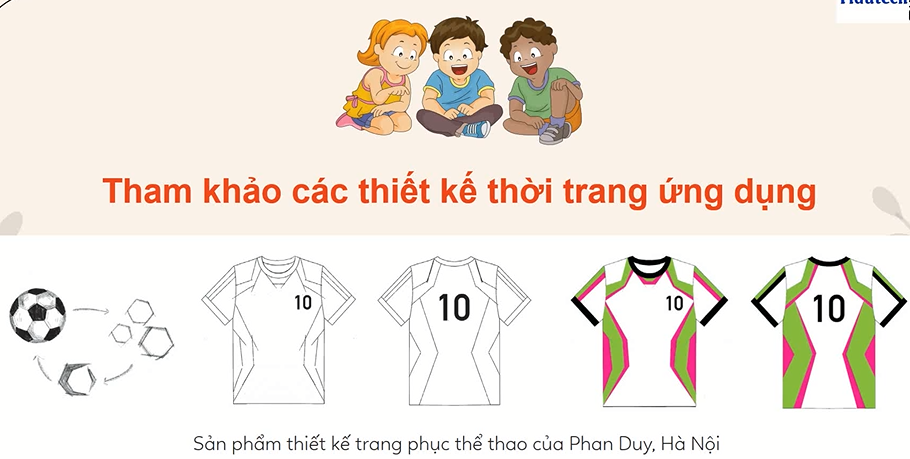 Tham khảo các thiết kế thời trang ứng dụng
10
10
10
10
Sản phẩm thiết kế trang phục thể thao của Phan Duy, Hà Nội